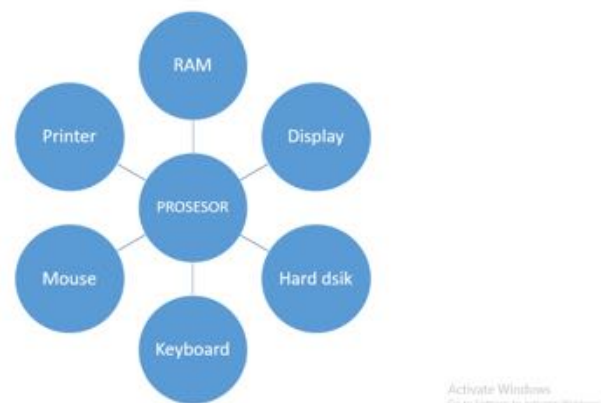 RAM
Printer
Display
PROSESOR
Mouse
Hard dsik
Keyboard
Activate Windows